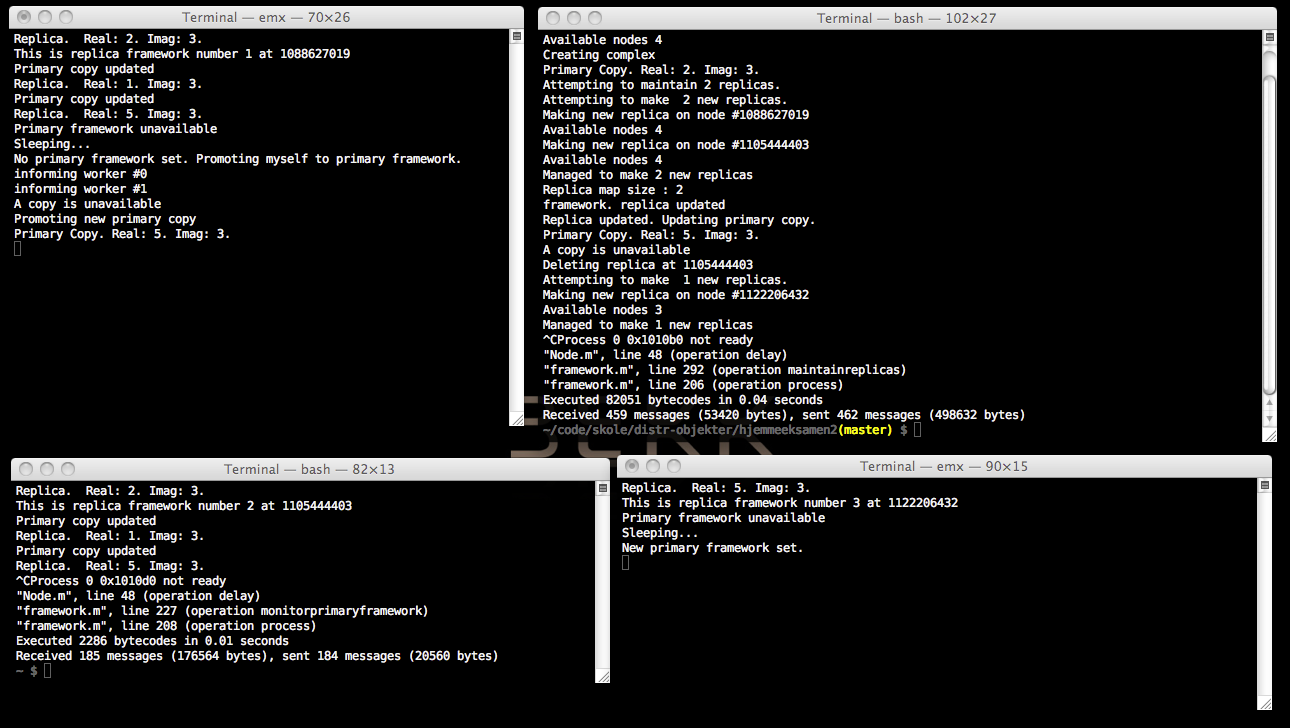 Terminal — emx — 70×26
Replica.  Real: 2. Imag: 3.
This is replica framework number 1 at 1088627019
Primary copy updated
Replica.  Real: 1. Imag: 3.
Primary copy updated
Replica.  Real: 5. Imag: 3.
Primary framework unavailable
Sleeping...
No primary framework set. Promoting myself to primary framework.
informing worker #0
informing worker #1
A copy is unavailable
Promoting new primary copy
Primary Copy. Real: 5. Imag: 3.
Terminal — bash — 102×27
Available nodes 4
Creating complex
Primary Copy. Real: 2. Imag: 3.
Attempting to maintain 2 replicas.
Attempting to make  2 new replicas.
Making new replica on node #1088627019
Available nodes 4
Making new replica on node #1105444403
Available nodes 4
Managed to make 2 new replicas
Replica map size : 2
framework. replica updated
Replica updated. Updating primary copy.
Primary Copy. Real: 5. Imag: 3.
A copy is unavailable
Deleting replica at 1105444403
Attempting to make  1 new replicas.
Making new replica on node #1122206432
Available nodes 3
Managed to make 1 new replicas
^CProcess 0 0x1010b0 not ready
"Node.m", line 48 (operation delay)
"framework.m", line 292 (operation maintainreplicas)
"framework.m", line 206 (operation process)
Executed 82051 bytecodes in 0.04 seconds
Received 459 messages (53420 bytes), sent 462 messages (498632 bytes)
~/code/skole/distr-objekter/hjemmeeksamen2(master) $
Terminal — bash — 82×13
Replica.  Real: 2. Imag: 3.
This is replica framework number 2 at 1105444403
Primary copy updated
Replica.  Real: 1. Imag: 3.
Primary copy updated
Replica.  Real: 5. Imag: 3.
^CProcess 0 0x1010d0 not ready
"Node.m", line 48 (operation delay)
"framework.m", line 227 (operation monitorprimaryframework)
"framework.m", line 208 (operation process)
Executed 2286 bytecodes in 0.01 seconds
Received 185 messages (176564 bytes), sent 184 messages (20560 bytes)
~ $
Terminal — emx — 90×15
Replica.  Real: 5. Imag: 3.
This is replica framework number 3 at 1122206432
Primary framework unavailable
Sleeping...
New primary framework set.